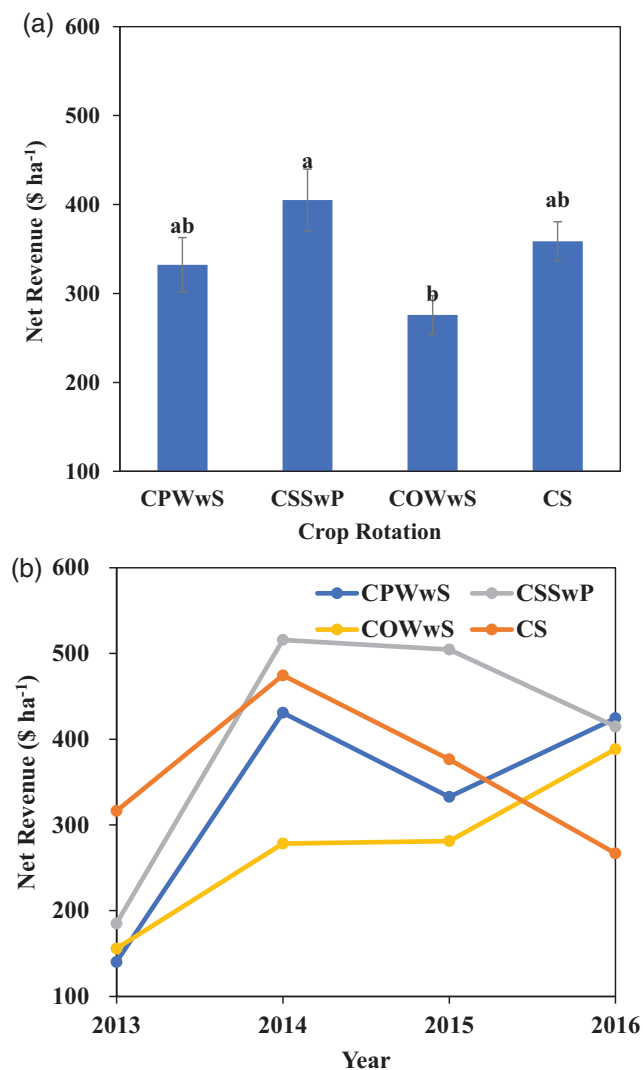 (a)
600
500
400
300
200
100
Net Revenue ($ ha⁻¹)
ab
a
b
ab
CPWwS CSSwP COWwS CS
Crop Rotation
(b)
600
500
400
300
200
100
Net Revenue ($ ha⁻¹)
CPWwS CSSwP
COWwS CS
2013 2014 2015 2016
Year